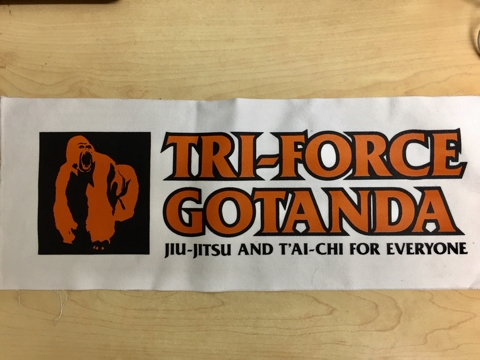 TRI-FORCE
GOTANDA
JIU-JITSU AND T'AI-CHI FOR EVERYONE